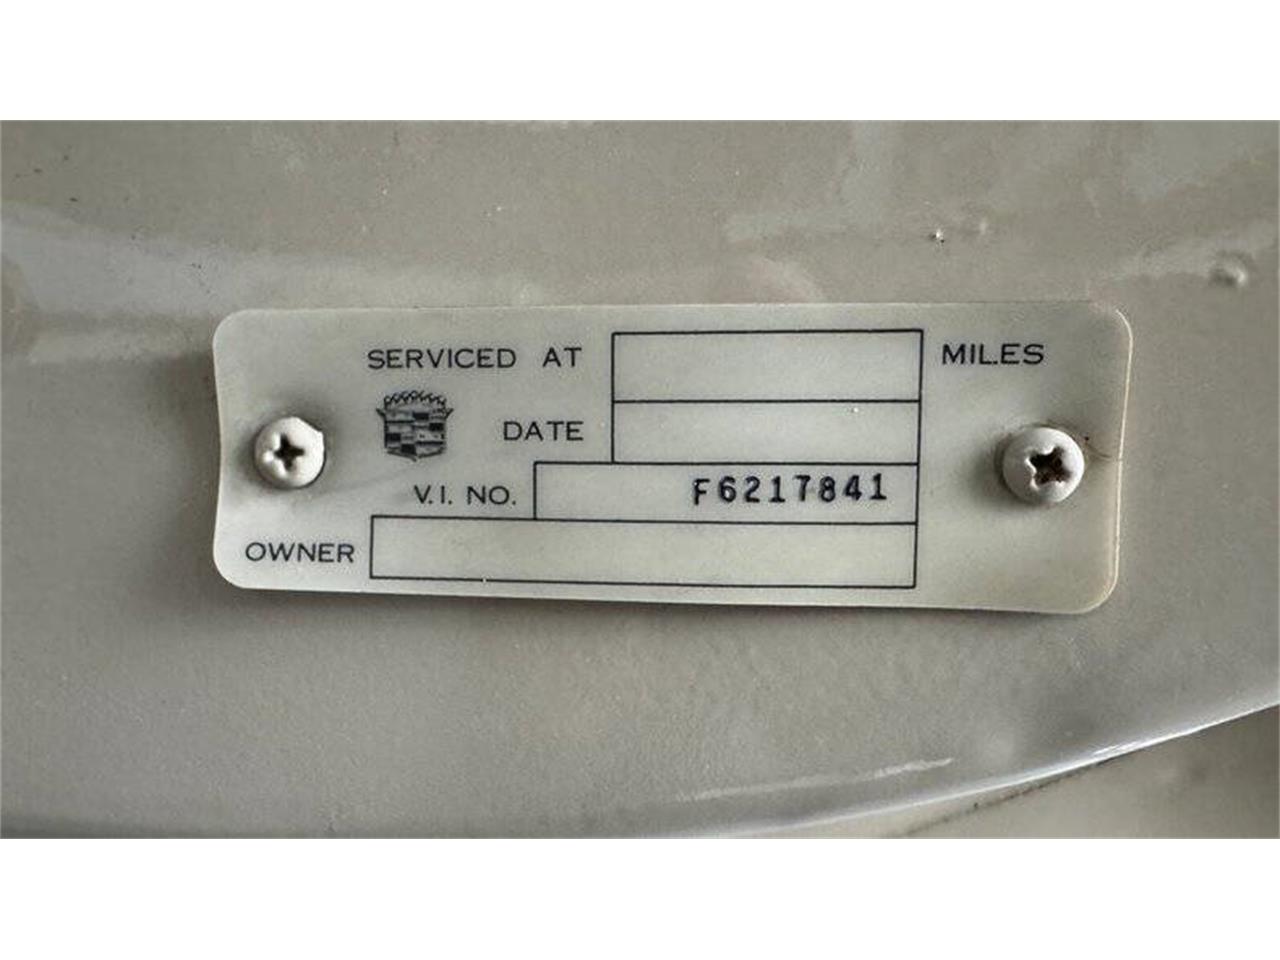 SERVICED AT MILES
DATE
V.I. NO. F6217841
OWNER